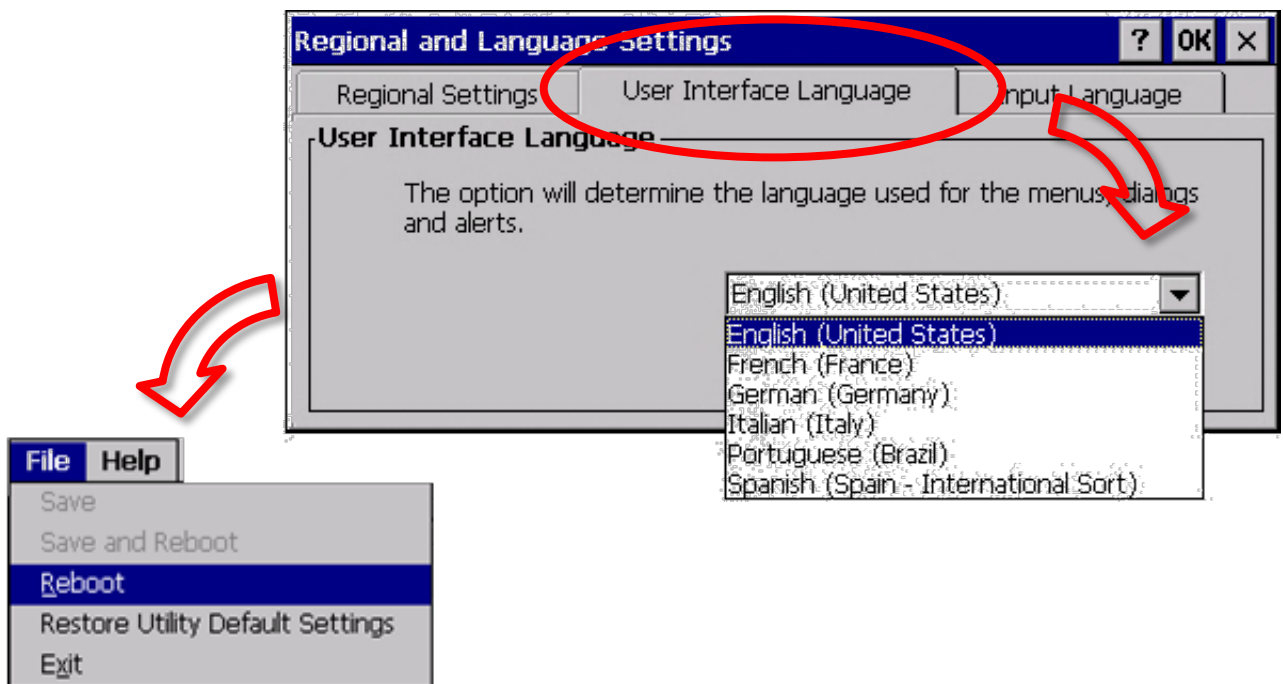 Regional and Language Settings ? OK ×
Regional Settings User Interface Language Input Language
User Interface Language
The option will determine the language used for the menus, dialogs
and alerts.
English (United States)
English (United States)
French (France)
German (Germany)
Italian (Italy)
Portuguese (Brazil)
Spanish (Spain - International Sort)
File Help
Save
Save and Reboot
Reboot
Restore Utility Default Settings
Exit